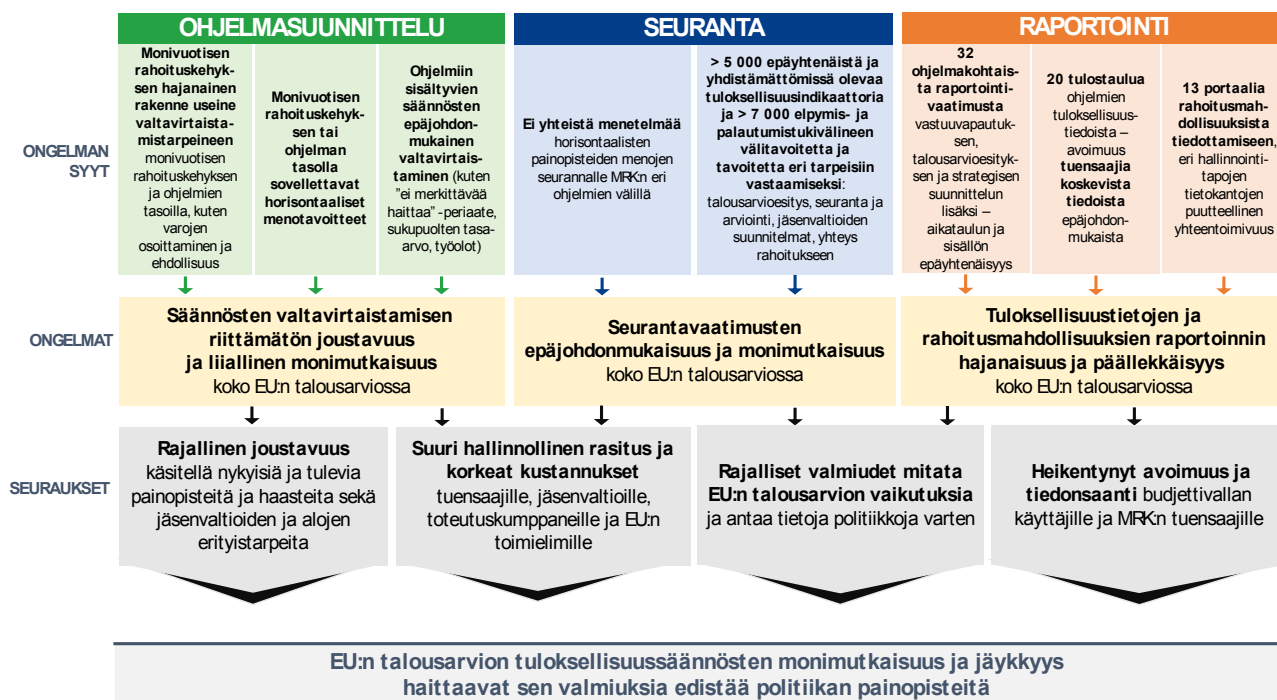 OHJELMASUUNNITTELU
SEURANTA
RAPORTOINTI
ONGELMAN
SYYT
Monivuotisen
rahoituskehyk-
sen hajanainen
rakenne useine
valtavirtaista-
mistarpeineen
monivuotisen
rahoituskehyksen
ja ohjelmien
tasoilla, kuten
varojen
osoittaminen ja
ehdollisuus
Monivuotisen
rahoituskehyk-
sen tai
ohjelman
tasolla
sovellettavat
horisontaaliset
menotavoitteet
Ohjelmiin
sisältyvien
säännösten
epäjohdon-
mukainen
valtavirtais-
taminen (kuten
"ei merkittävää
haittaa" -periaate,
sukupuolten tasa-
arvo, työolot)
Ei yhteistä menetelmää
horisontaalisten
painopisteiden menojen
seurannalle MRK:n eri
ohjelmien välillä
> 5 000 epäyhtenäistä ja
yhdistämättömissä olevaa
tuloksellisuusindikaattoria
ja > 7 000 elpymis- ja
palautumistukivälineen
välitavoitetta ja
tavoitetta eri tarpeisiin
vastaamiseksi:
talousarvioesitys, seuranta ja
arviointi, jäsenvaltioiden
suunnitelmat, yhteys
rahoitukseen
32
ohjelmakohtais-
ta raportointi-
vaatimusta
vastuuvapautuk-
sen,
talousarvioesityk-
sen ja strategisen
suunnittelun
lisäksi –
aikataulun ja
sisällön
epäyhtenäisyys
20 tulostaulua
ohjelmien
tuloksellisuus-
tiedoista –
avoimuus
tuensaajia
koskevista
tiedoista
epäjohdon-
mukaista
13 portaalia
rahoitusmah-
dollisuuksista
tiedottamiseen,
eri hallinnointi-
tapojen
tietokantojen
puutteellinen
yhteentoimivuus
ONGELMAT
Säännösten valtavirtaistamisen
riittämätön joustavuus
ja liiallinen monimutkaisuus
koko EU:n talousarviossa
Seurantavaatimusten
epäjohdonmukaisuus ja monimutkaisuus
koko EU:n talousarviossa
Tuloksellisuustietojen ja
rahoitusmahdollisuuksien raportoinnin
hajanaisuus ja päällekkäisyys
koko EU:n talousarviossa
SEURAUKSET
Rajallinen joustavuus
käsitellä nykyisiä ja tulevia
painopisteitä ja haasteita sekä
jäsenvaltioiden ja alojen
erityistarpeita
Suuri hallinnollinen rasitus ja
korkeat kustannukset
tuensaajille, jäsenvaltioille,
toteutuskumppaneille ja EU:n
toimielimille
Rajalliset valmiudet mitata
EU:n talousarvion vaikutuksia
ja antaa tietoja politiikkoja varten
Heikentynyt avoimuus ja
tiedonsaanti budjettivallan
käyttäjille ja MRK:n tuensaajille
EU:n talousarvion tuloksellisuussäännösten monimutkaisuus ja jäykkyys
haittaavat sen valmiuksia edistää politiikan painopisteitä